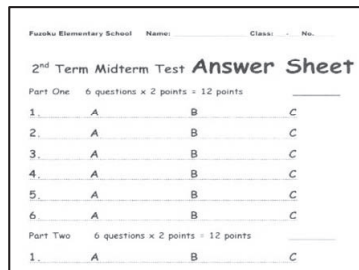 Fuzoku Elementary School Name: Class: - No.
2nd Term Midterm Test Answer Sheet
Part One 6 questions x 2 points = 12 points
1. A B C
2. A B C
3. A B C
4. A B C
5. A B C
6. A B C
Part Two 6 questions x 2 points = 12 points
1. A B C